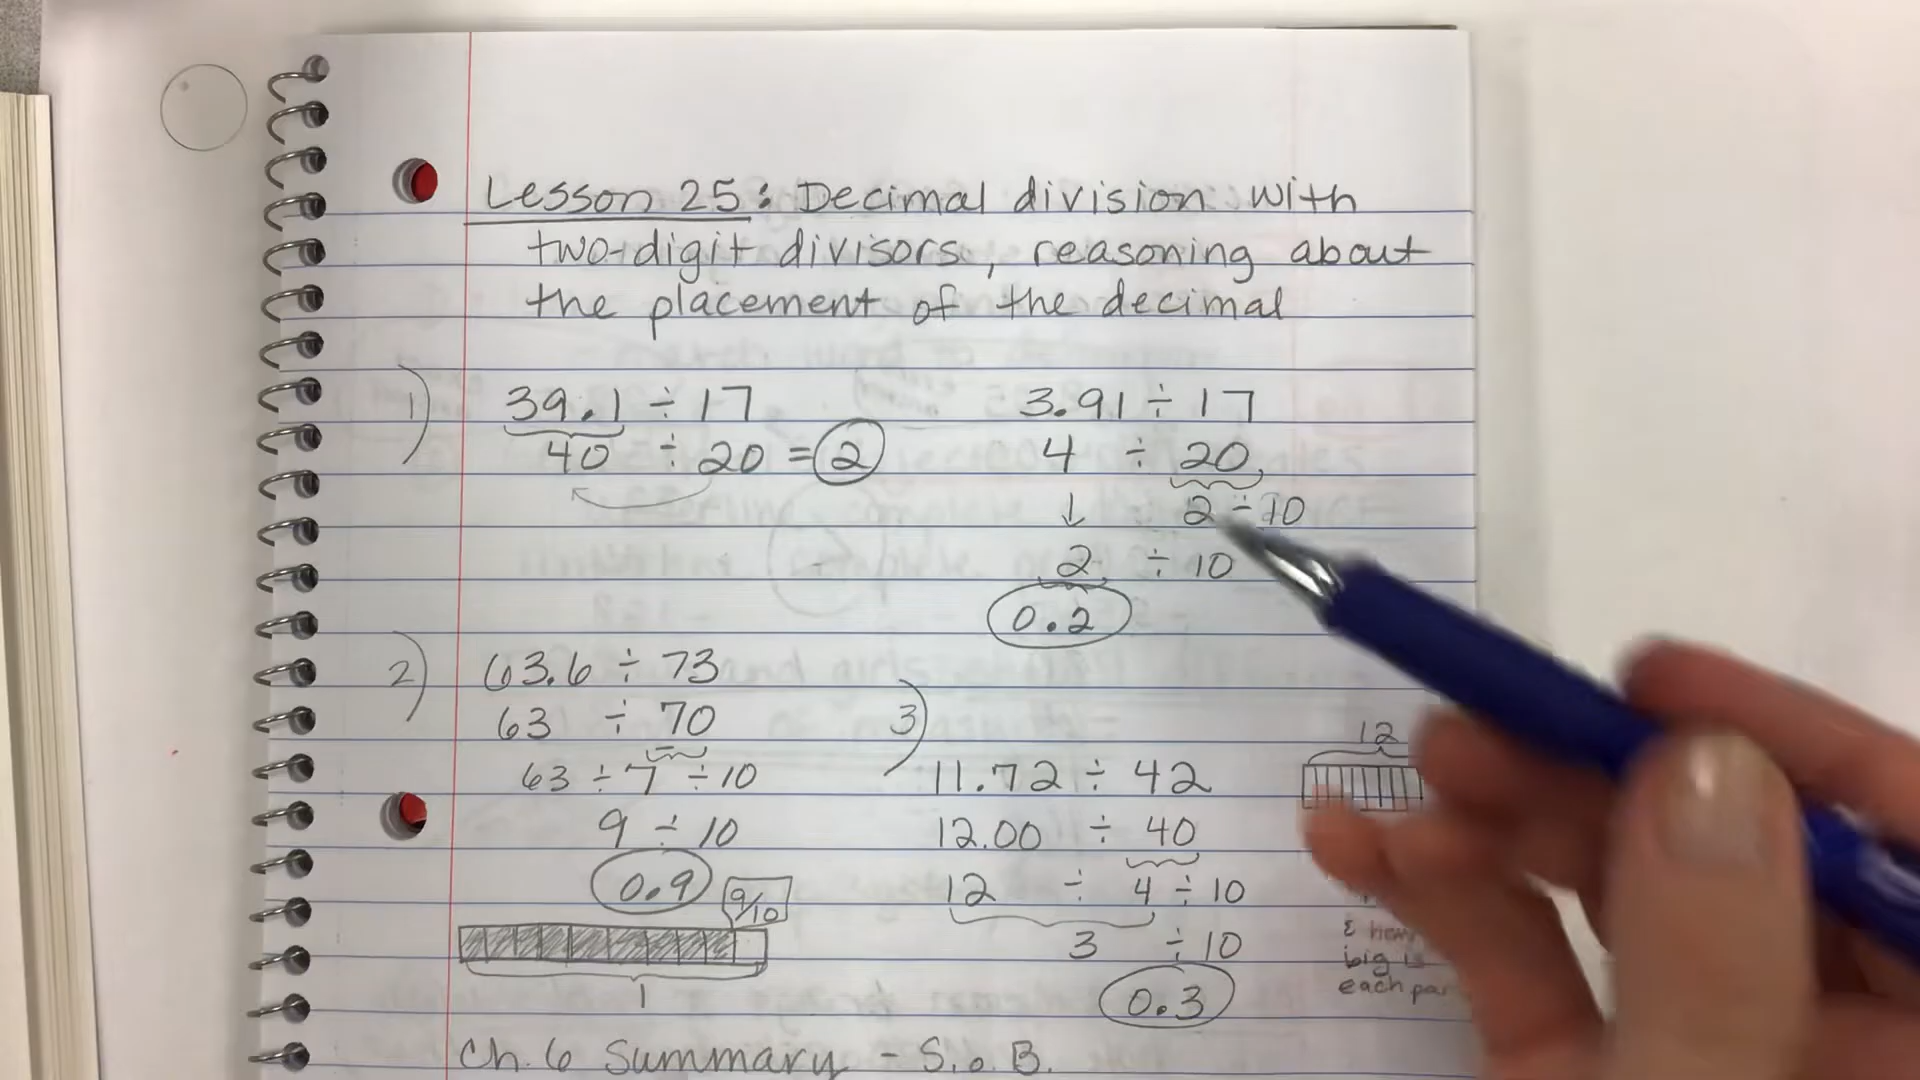 Lesson 25: Decimal division with
two-digit divisors, reasoning about
the placement of the decimal
1) 39.1 ÷ 17
40 ÷ 20 = 2
3.91 ÷ 17
4 ÷ 20
↓ 2 ÷ 10
2 ÷ 10
0.2
2) 63.6 ÷ 73
63 ÷ 70
63 ÷ 7 ÷ 10
9 ÷ 10
0.9 9/10
1
3) 11.72 ÷ 42
12.00 ÷ 40
12 ÷ 4 ÷ 10
3 ÷ 10
0.3
12
big is
each par
Ch. 6 Summary - S.o.B.